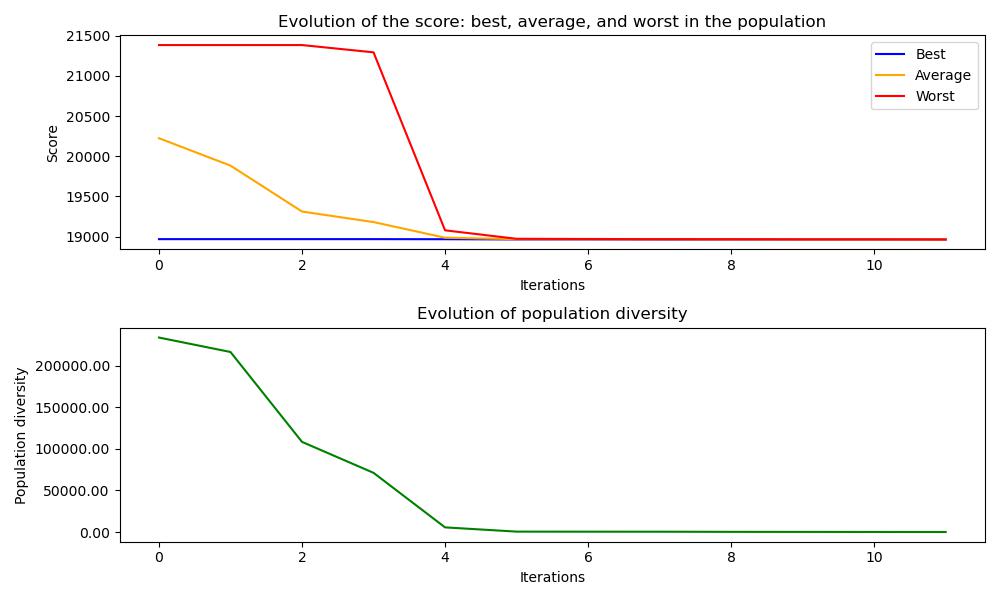 Evolution of the score: best, average, and worst in the population
21500
21000
20500
20000
19500
19000
Score
Best
Average
Worst
0 2 4 6 8 10
Iterations
Evolution of population diversity
200000.00
150000.00
100000.00
50000.00
0.00
Population diversity
0 2 4 6 8 10
Iterations